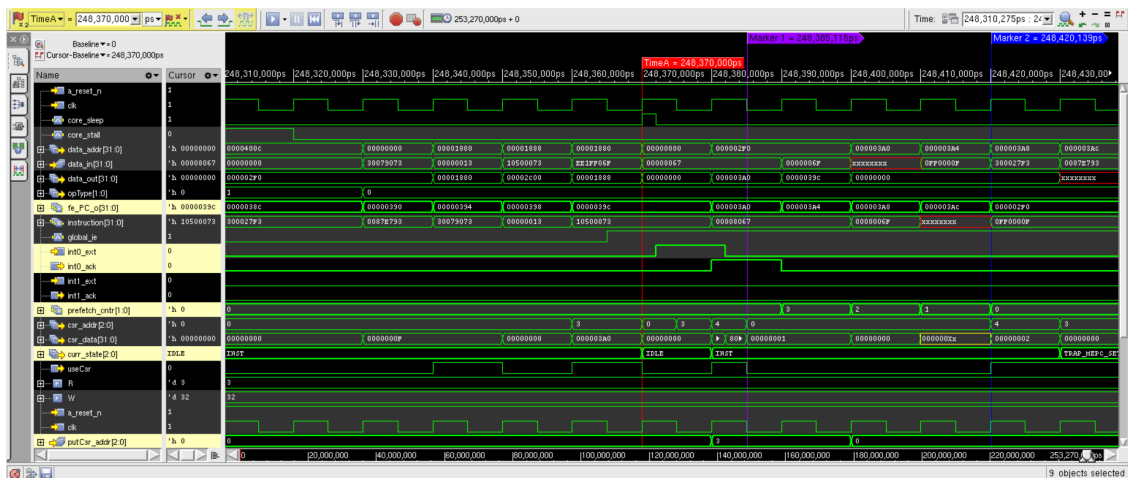 TimeA = 248,370,000 ps 253,270,000ps + 0 Time: 248,310,275ps : 24
Baseline = 0
Cursor-Baseline = 248,370,000ps
Marker 1 = 248,385,115ps Marker 2 = 248,420,139ps
TimeA = 248,370,000ps
Name Cursor 248,310,000ps 248,320,000ps 248,330,000ps 248,340,000ps 248,350,000ps 248,360,000ps 248,370,000ps 248,380,000ps 248,390,000ps 248,400,000ps 248,410,000ps 248,420,000ps 248,430,00
a_reset_n 1
clk 1
core_sleep 1
core_stall 0
data_addr[31:0] 'h 00000000 0000400c 00000000 00001880 00001888 00001880 00000000 000002F0 000003A0 000003A4 000003A8 000003AC
data_in[31:0] 'h 00008067 00000000 30079073 00000013 10500073 EE1FF06F 00008067 0000006F xxxxxxxx 0FF0000F 300027F3 0087E793
data_out[31:0] 'h 00000000 000002F0 00001880 00002C00 00001888 00000000 000003A0 0000039C 00000000 xxxxxxxx
opType[1:0] 'h 0 1 0
fe_PC_o[31:0] 'h 0000039c 0000038c 00000390 00000394 00000398 0000039c 000003A0 000003A4 000003A8 000003AC 000002F0
instruction[31:0] 'h 10500073 300027F3 0087E793 30079073 00000013 10500073 00008067 0000006F xxxxxxxx 0FF0000F
global_ie 1
int0_ext 0
int0_ack 0
int1_ext 0
int1_ack 0
prefetch_cntr[1:0] 'h 0 0 3 2 1 0
csr_addr[2:0] 'h 0 0 3 0 3 4 0 4 3
csr_data[31:0] 'h 00000000 00000000 0000000F 00000000 000003A0 00000000 80 00000001 00000000 000000Xx 00000002 00000000
curr_state[2:0] IDLE INST IDLE INST TRAP_MEPC_SE
useCsr 0
R 'd 3 3
W 'd 32 32
a_reset_n 1
clk 1
putCsr_addr[2:0] 'h 0 0 3 0
0 20,000,000 40,000,000 60,000,000 80,000,000 100,000,000 120,000,000 140,000,000 160,000,000 180,000,000 200,000,000 220,000,000 253,270,000ps
9 objects selected